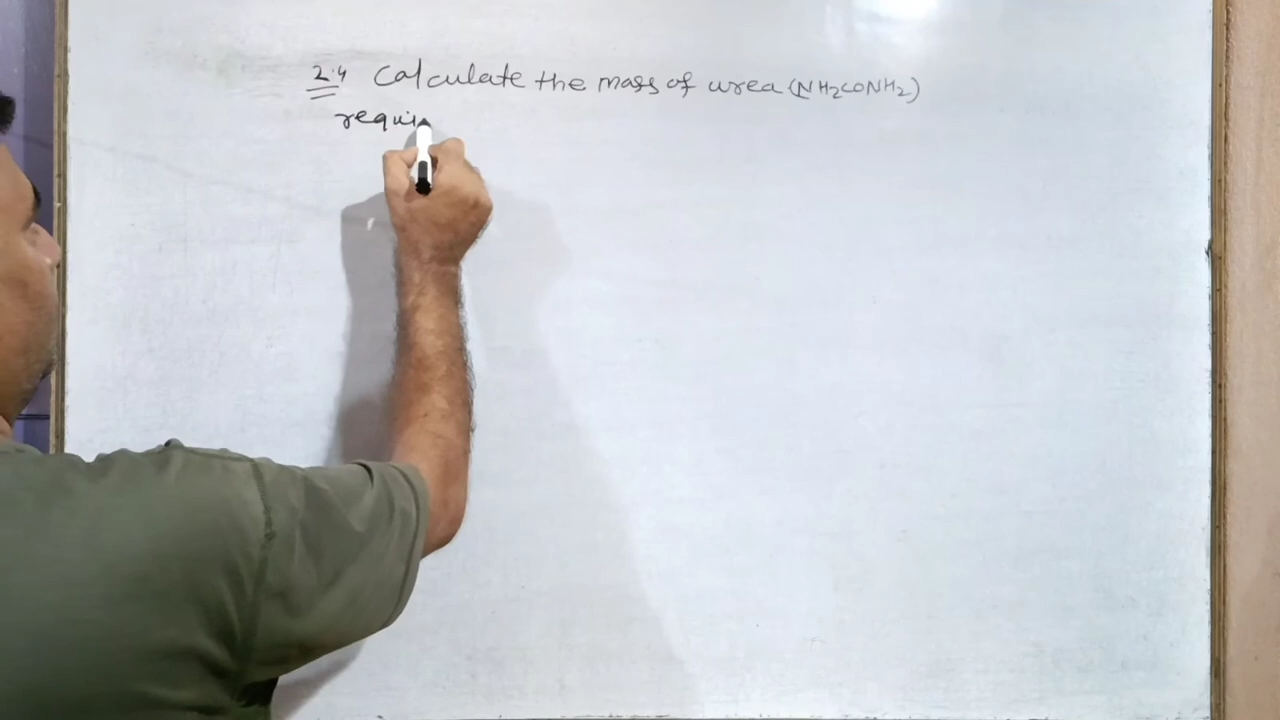 2.4 Calculate the mass of urea (NH₂CONH₂)
requi